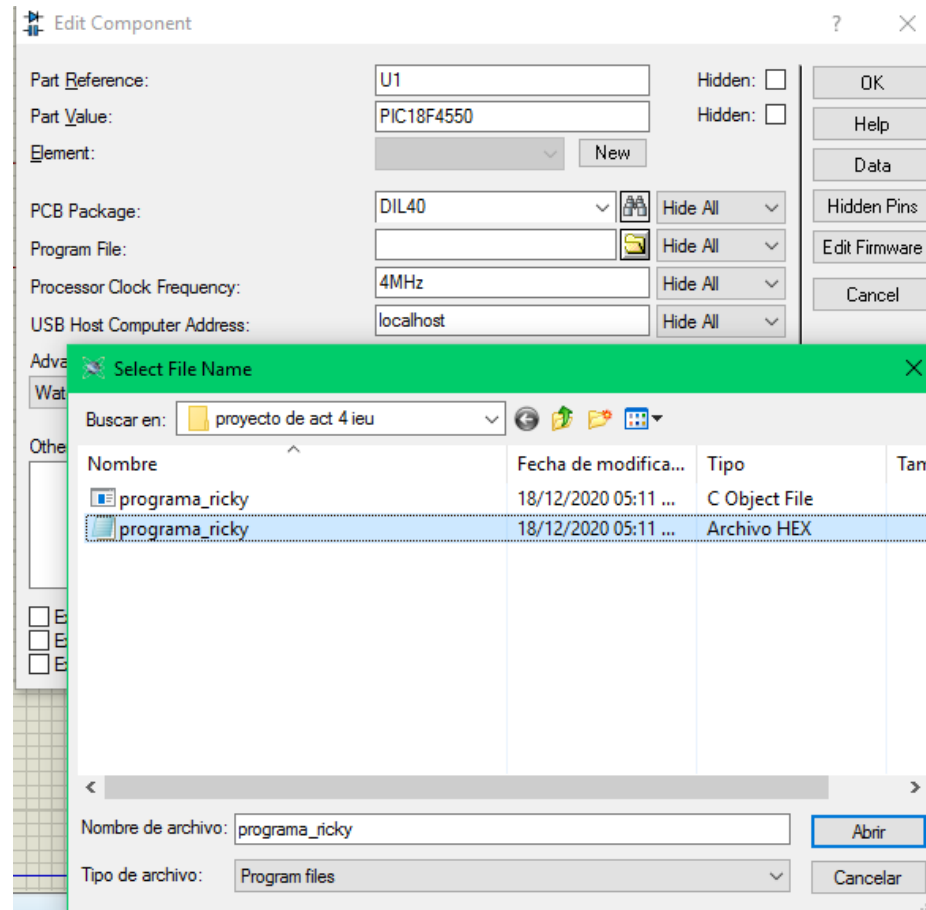 Edit Component ?
Part Reference: U1 Hidden:
Part Value: PIC18F4550 Hidden:
Element: New
PCB Package: DIL40 Hide All
Program File: Hide All
Processor Clock Frequency: 4MHz Hide All
USB Host Computer Address: localhost Hide All
OK
Help
Data
Hidden Pins
Edit Firmware
Cancel
Adva
Wat
Othe
E
E
E
Select File Name
Buscar en: proyecto de act 4 ieu
Nombre Fecha de modifica... Tipo Tam
programa_ricky 18/12/2020 05:11 ... C Object File
programa_ricky 18/12/2020 05:11 ... Archivo HEX
Nombre de archivo: programa_ricky Abrir
Tipo de archivo: Program files Cancelar